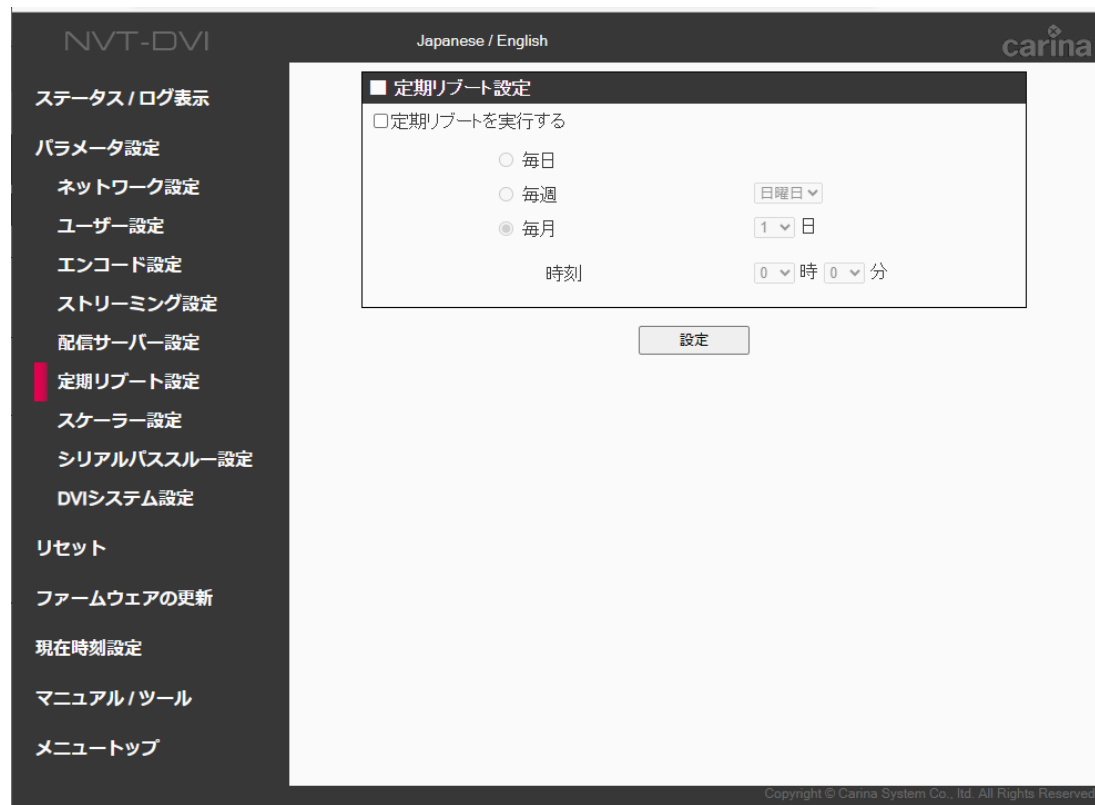 NVT-DVI
Japanese / English
carina
ステータス / ログ表示
パラメータ設定
ネットワーク設定
ユーザー設定
エンコード設定
ストリーミング設定
配信サーバー設定
定期リブート設定
スケーラー設定
シリアルパススルー設定
DVIシステム設定
リセット
ファームウェアの更新
現在時刻設定
マニュアル / ツール
メニュートップ
■ 定期リブート設定
定期リブートを実行する
毎日
毎週 日曜日
毎月 1 日
時刻 0 時 0 分
設定
Copyright © Carina System Co., ltd. All Rights Reserved